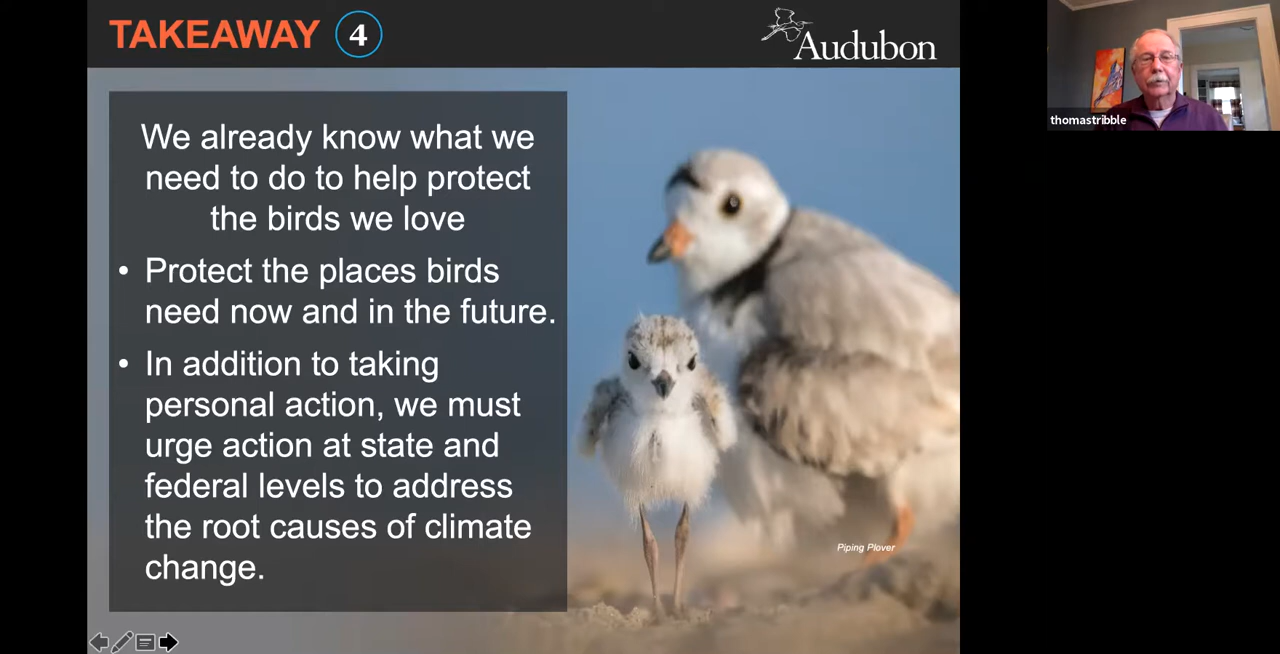 TAKEAWAY 4
Audubon
We already know what we
need to do to help protect
the birds we love
• Protect the places birds
need now and in the future.
• In addition to taking
personal action, we must
urge action at state and
federal levels to address
the root causes of climate
change.
Piping Plover
thomastribble